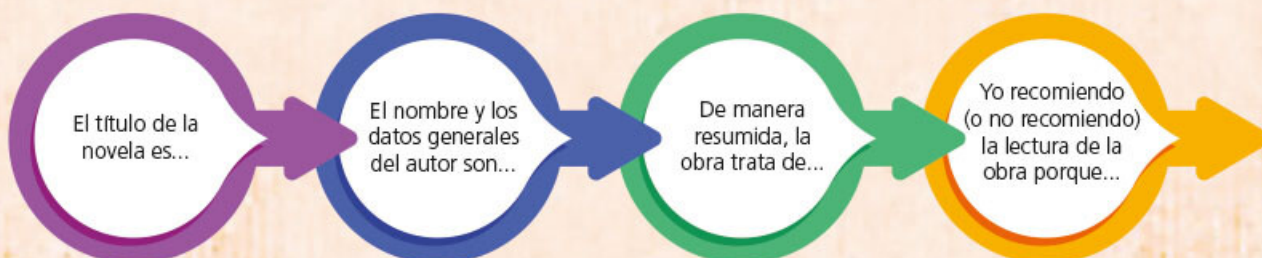 El título de la
novela es...
El nombre y los
datos generales
del autor son...
De manera
resumida, la
obra trata de...
Yo recomiendo
(o no recomiendo)
la lectura de la
obra porque...